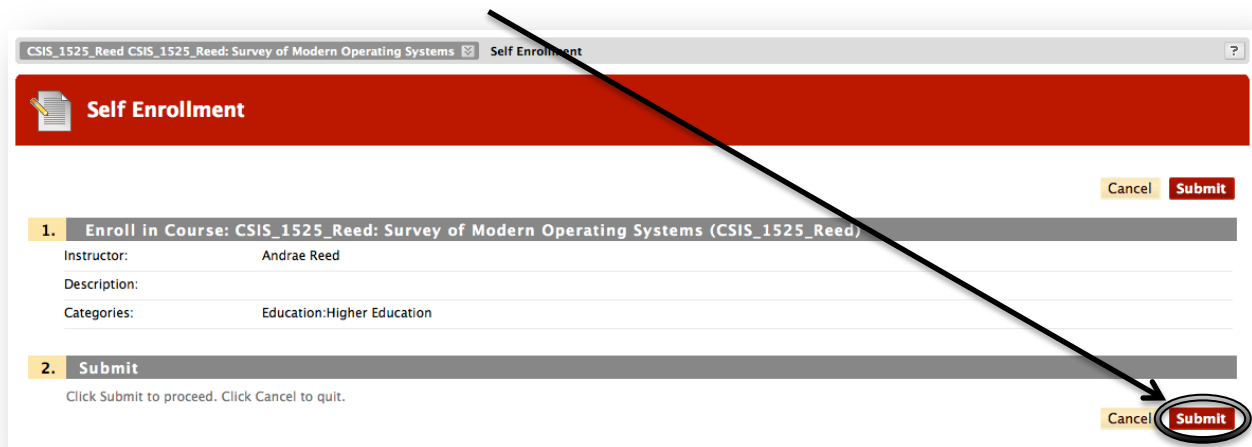 CSIS_1525_Reed CSIS_1525_Reed: Survey of Modern Operating Systems Self Enrollment ?
Self Enrollment
Cancel Submit
1. Enroll in Course: CSIS_1525_Reed: Survey of Modern Operating Systems (CSIS_1525_Reed)
Instructor: Andrae Reed
Description:
Categories: Education:Higher Education
2. Submit
Click Submit to proceed. Click Cancel to quit.
Cancel Submit